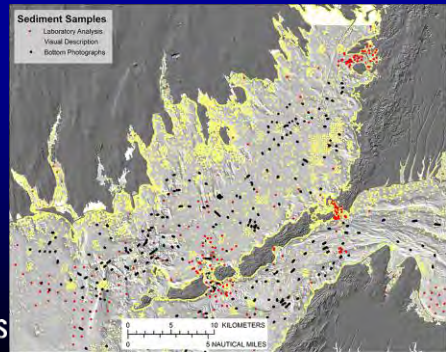 Sediment Samples
Laboratory Analysis
Visual Description
Bottom Photographs
s
0 5 10 KILOMETERS
0 5 NAUTICAL MILES